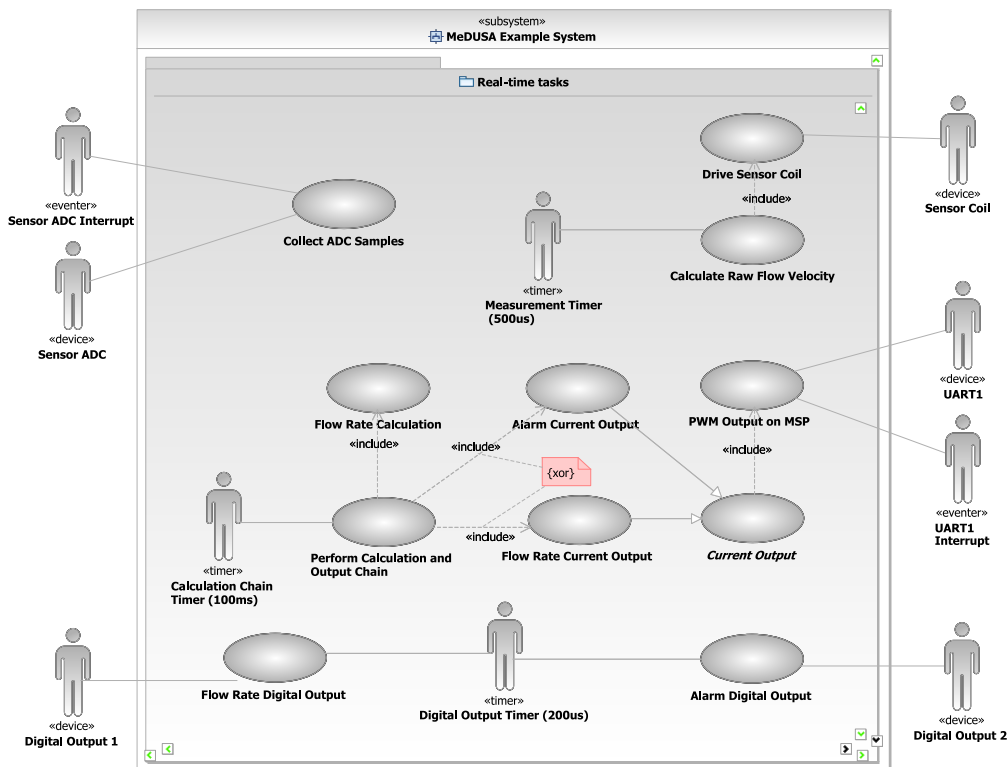 «subsystem»
MeDUSA Example System
Real-time tasks
«eventer»
Sensor ADC Interrupt
«device»
Sensor ADC
Collect ADC Samples
Drive Sensor Coil
«include»
Calculate Raw Flow Velocity
«timer»
Measurement Timer
(500us)
«device»
Sensor Coil
Flow Rate Calculation
«include»
Alarm Current Output
«include»
PWM Output on MSP
«include»
«device»
UART1
{xor}
«eventer»
UART1
Interrupt
Perform Calculation and
Output Chain
«include»
Flow Rate Current Output
Current Output
«timer»
Calculation Chain
Timer (100ms)
Flow Rate Digital Output
«timer»
Digital Output Timer (200us)
Alarm Digital Output
«device»
Digital Output 1
«device»
Digital Output 2